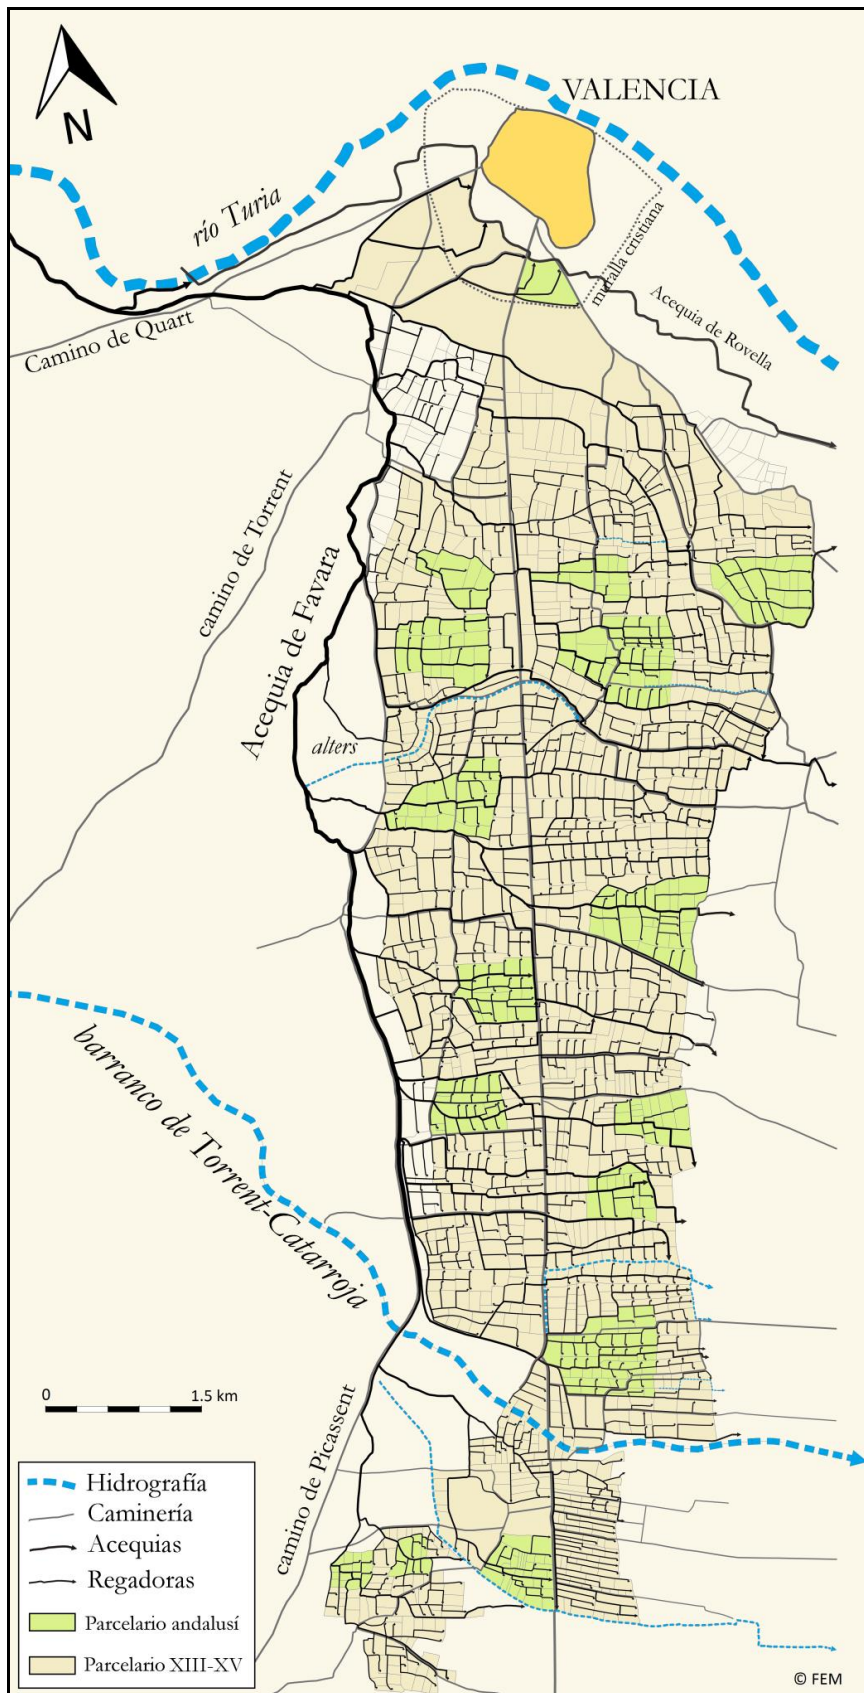 VALENCIA
N
río Turia
muralla cristiana
Camino de Quart
Acequia de Rovella
camino de Torrent
Acequia de Favara
alters
barranco de Torrent-Catarroja
0 1.5 km
camino de Picassent
Hidrografía
Caminería
Acequias
Regadoras
Parcelario andalusí
Parcelario XIII-XV
© FEM